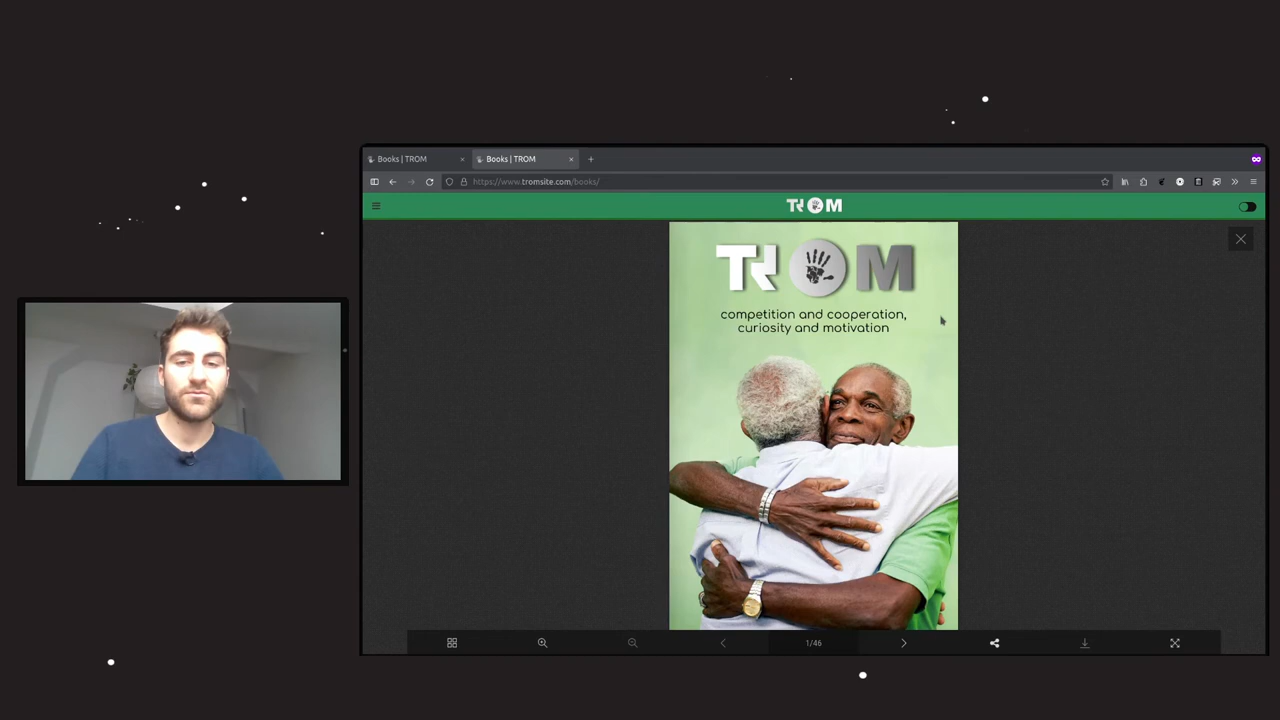 Books | TROM
Books | TROM
https://www.tromsite.com/books/
TROM
TROM
competition and cooperation,
curiosity and motivation
1/46